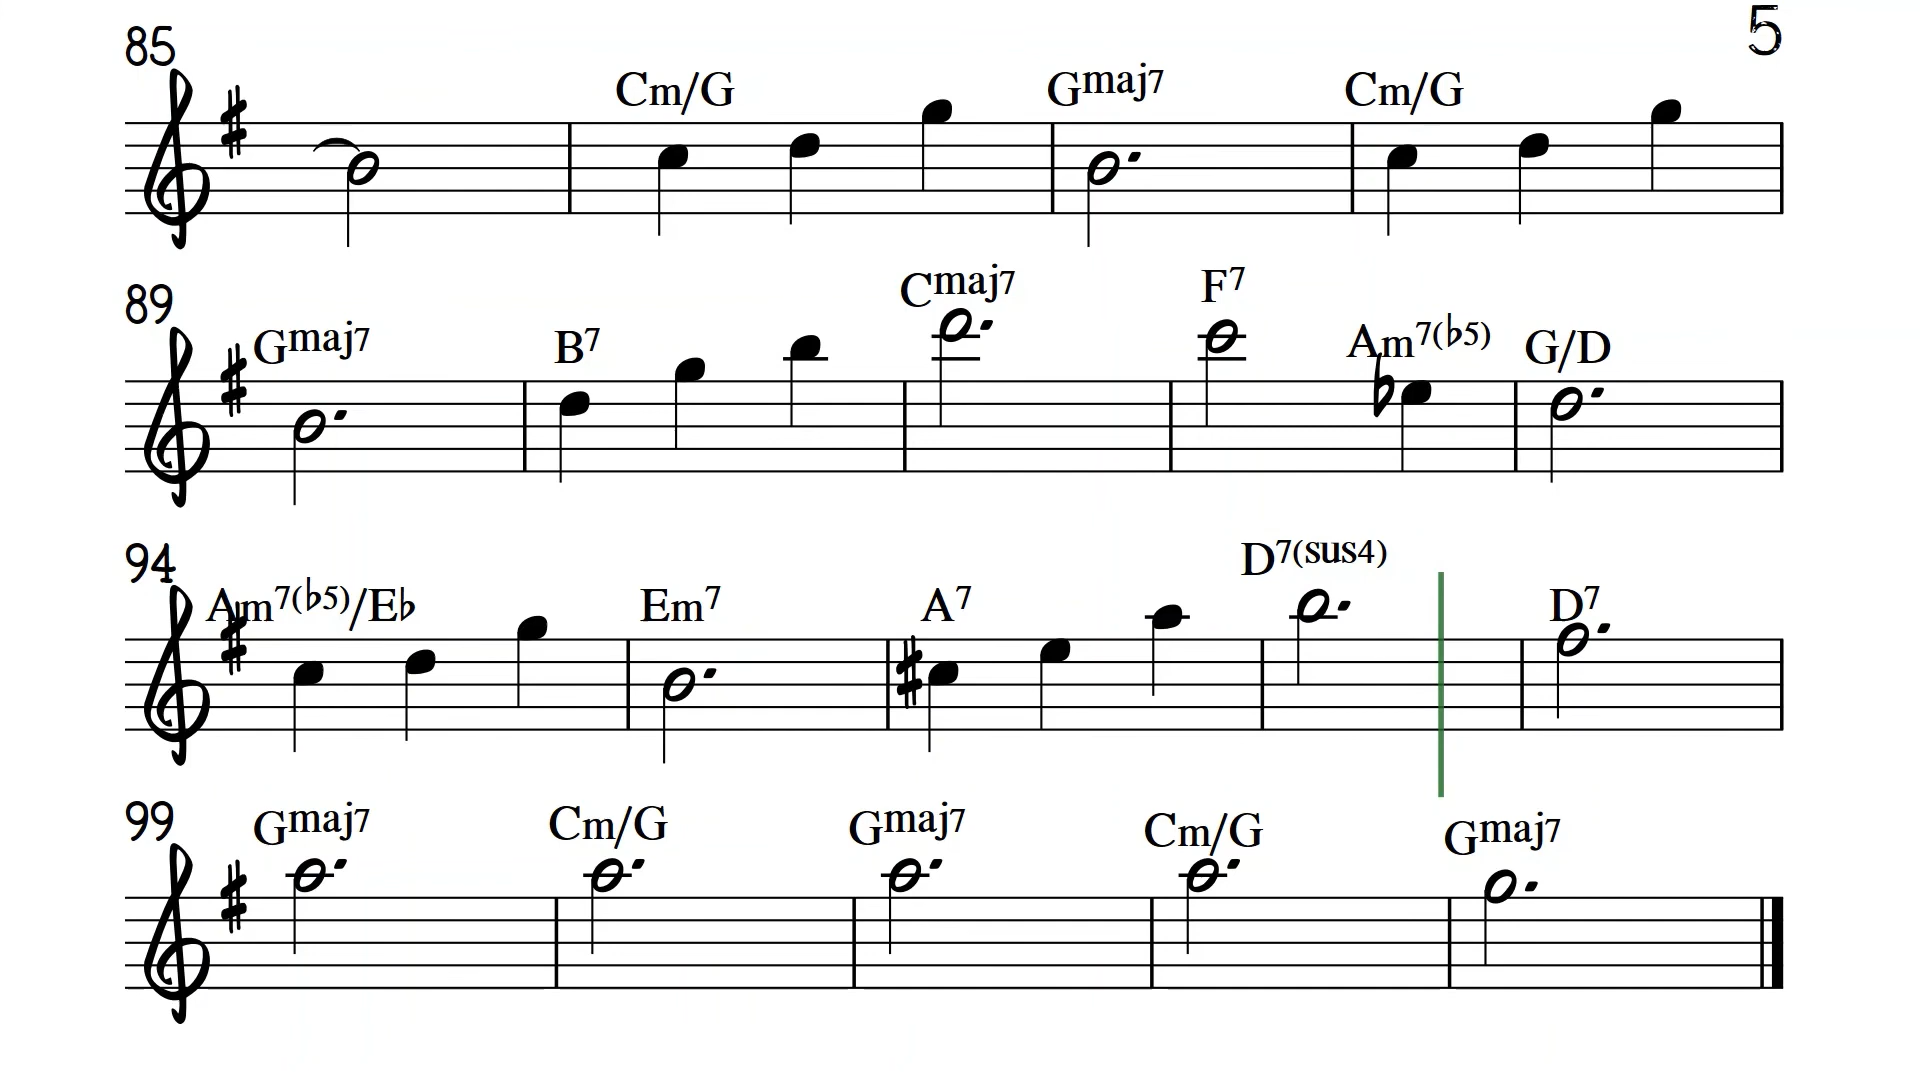 5
85
Cm/G Gmaj7 Cm/G
89
Gmaj7 B7 Cmaj7 F7 Am7(♭5) G/D
94
Am7(♭5)/E♭ Em7 A7 D7(sus4) D7
99
Gmaj7 Cm/G Gmaj7 Cm/G Gmaj7